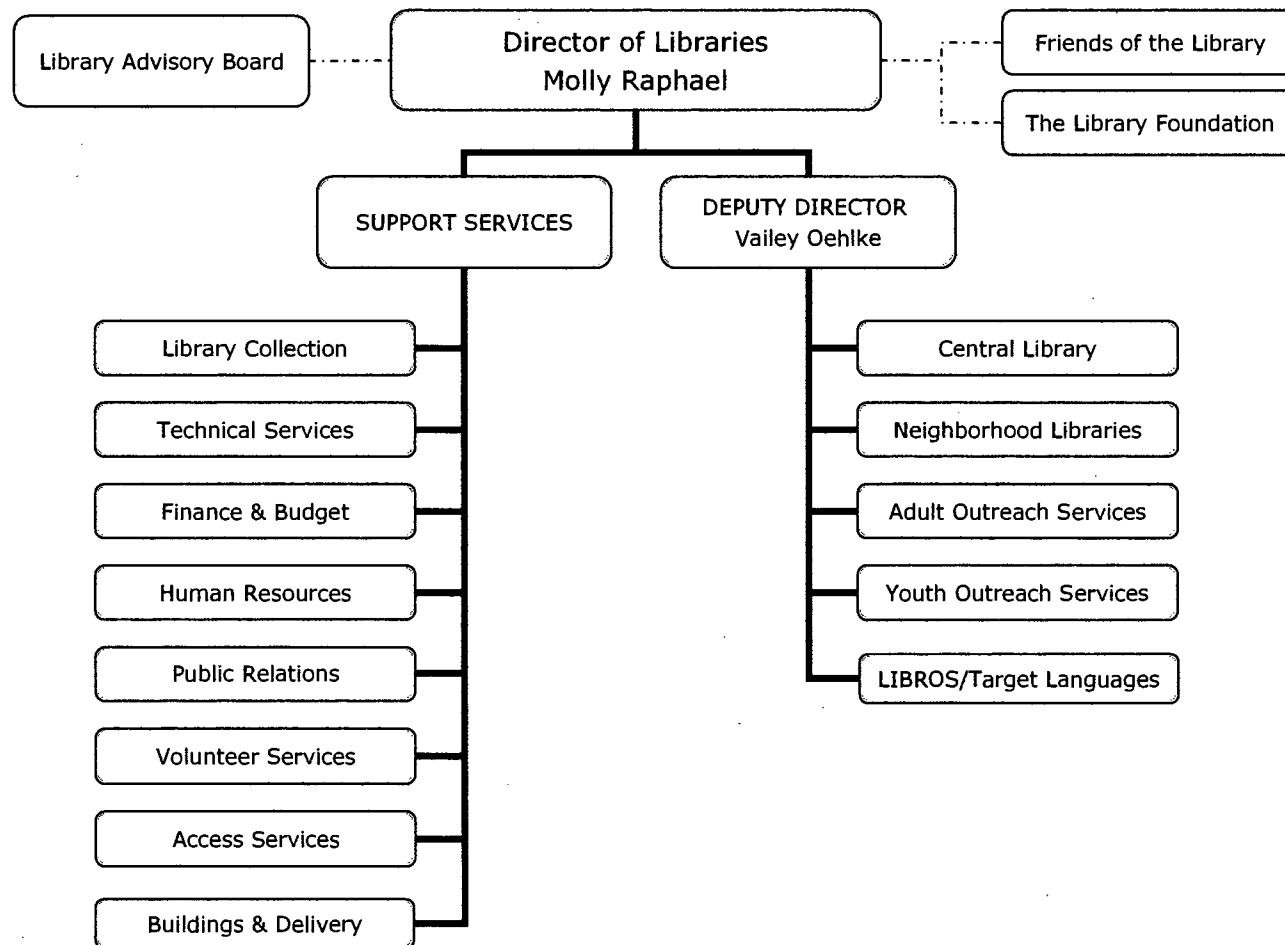 Library Advisory Board
Director of Libraries
Molly Raphael
Friends of the Library
The Library Foundation
SUPPORT SERVICES
DEPUTY DIRECTOR
Vailey Oehlke
Library Collection
Technical Services
Finance & Budget
Human Resources
Public Relations
Volunteer Services
Access Services
Buildings & Delivery
Central Library
Neighborhood Libraries
Adult Outreach Services
Youth Outreach Services
LIBROS/Target Languages